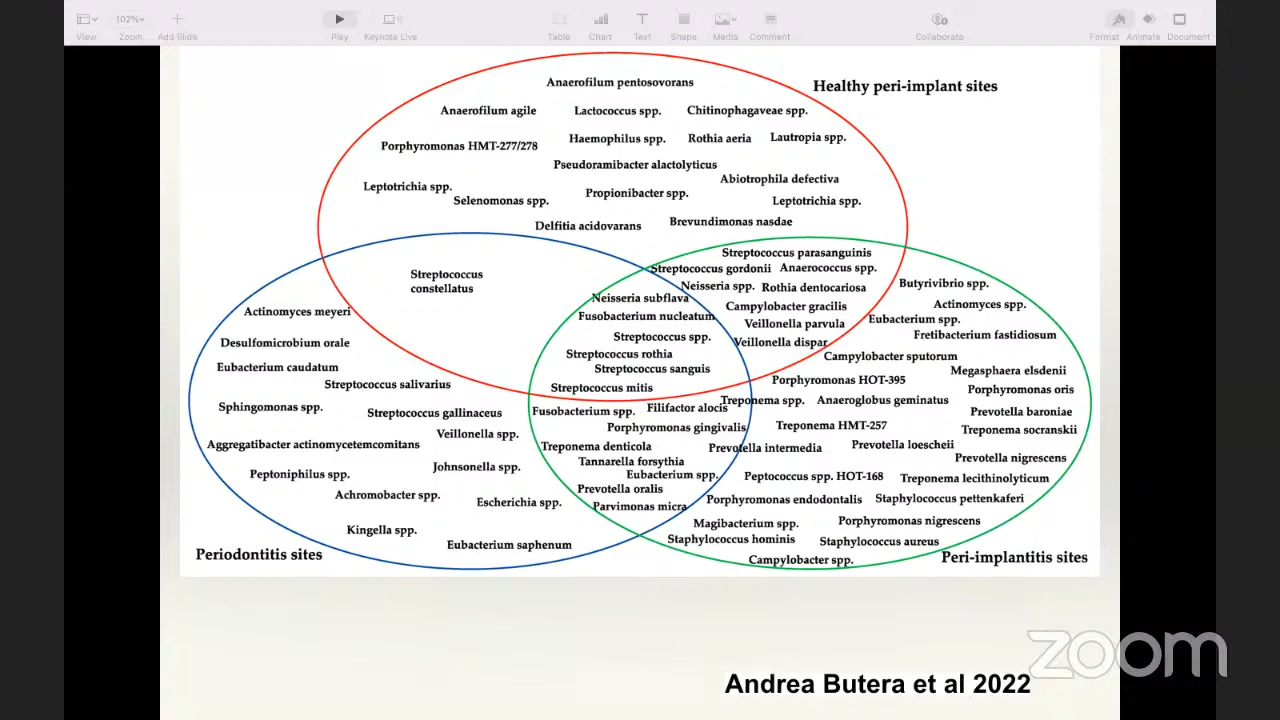 View
102%
Zoom
Add Slide
Play
Keynote Live
Table
Chart
Text
Shape
Media
Comment
Collaborate
Format
Animate
Document
Healthy peri-implant sites
Anaerofilum pentosovorans
Anaerofilum agile
Lactococcus spp.
Chitinophagaveae spp.
Haemophilus spp.
Rothia aeria
Lautropia spp.
Porphyromonas HMT-277/278
Pseudoramibacter alactolyticus
Abiotrophila defectiva
Leptotrichia spp.
Propionibacter spp.
Selenomonas spp.
Leptotrichia spp.
Delfitia acidovarans
Brevundimonas nasdae
Streptococcus parasanguinis
Streptococcus gordonii
Anaerococcus spp.
Streptococcus
constellatus
Neisseria spp.
Rothia dentocariosa
Butyrivibrio spp.
Neisseria subflava
Campylobacter gracilis
Actinomyces spp.
Actinomyces meyeri
Fusobacterium nucleatum
Veillonella parvula
Eubacterium spp.
Fretibacterium fastidiosum
Desulfomicrobium orale
Streptococcus spp.
Veillonella dispar
Streptococcus rothia
Campylobacter sputorum
Eubacterium caudatum
Streptococcus sanguis
Megasphaera elsdenii
Streptococcus salivarius
Streptococcus mitis
Porphyromonas HOT-395
Porphyromonas oris
Sphingomonas spp.
Streptococcus gallinaceus
Fusobacterium spp.
Filifactor alocis
Treponema spp.
Anaeroglobus geminatus
Prevotella baroniae
Veillonella spp.
Porphyromonas gingivalis
Treponema HMT-257
Treponema socranskii
Aggregatibacter actinomycetemcomitans
Treponema denticola
Prevotella intermedia
Prevotella loescheii
Prevotella nigrescens
Johnsonella spp.
Tannarella forsythia
Peptoniphilus spp.
Eubacterium spp.
Peptococcus spp. HOT-168
Treponema lecithinolyticum
Achromobacter spp.
Prevotella oralis
Escherichia spp.
Parvimonas micra
Porphyromonas endodontalis
Staphylococcus pettenkaferi
Kingella spp.
Magibacterium spp.
Porphyromonas nigrescens
Eubacterium saphenum
Staphylococcus hominis
Staphylococcus aureus
Periodontitis sites
Campylobacter spp.
Peri-implantitis sites
zoom
Andrea Butera et al 2022